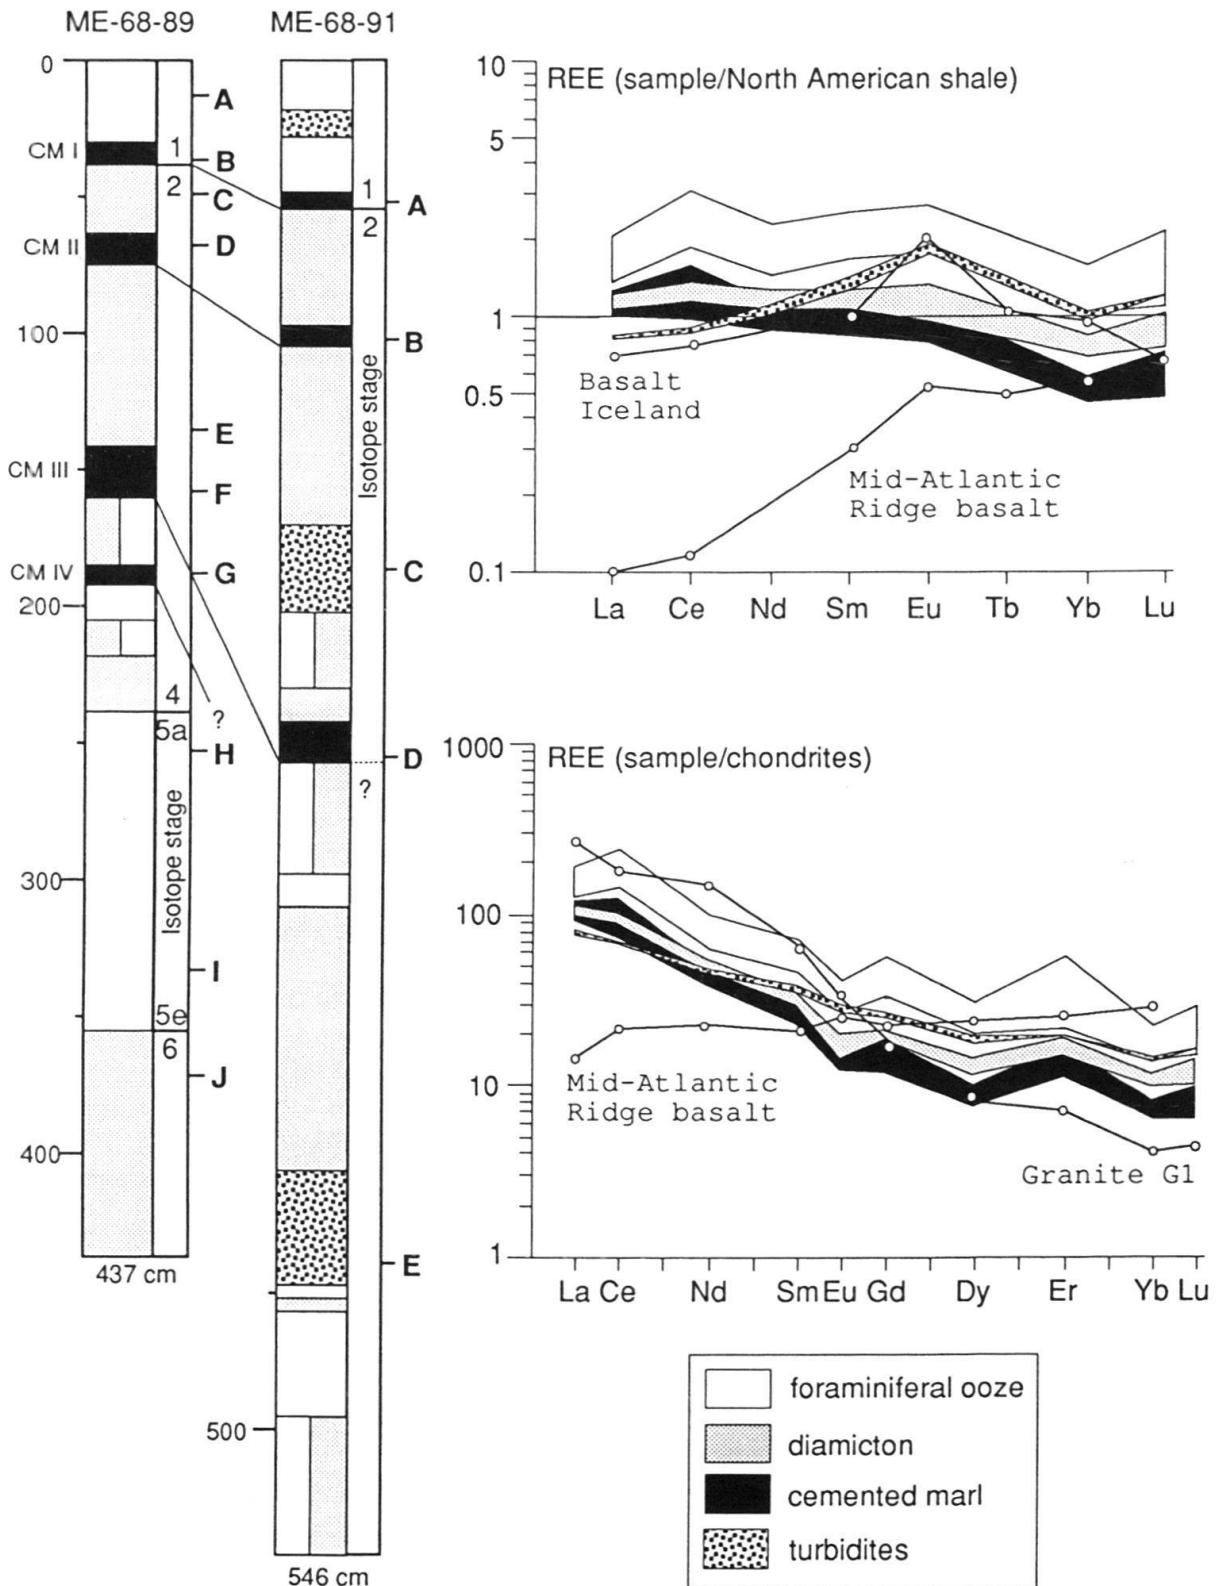 ME-68-89
ME-68-91
0
100
200
300
400
500
CM I
CM II
CM III
CM IV
1
2
4
5a
5e
6
Isotope stage
A
B
C
D
E
F
G
H
I
J
?
437 cm
1
2
Isotope stage
?
A
B
C
D
E
546 cm
REE (sample/North American shale)
10
5
1
0.5
0.1
Basalt
Iceland
Mid-Atlantic
Ridge basalt
La Ce Nd Sm Eu Tb Yb Lu
REE (sample/chondrites)
1000
100
10
1
Mid-Atlantic
Ridge basalt
Granite G1
La Ce Nd Sm Eu Gd Dy Er Yb Lu
foraminiferal ooze
diamicton
cemented marl
turbidites